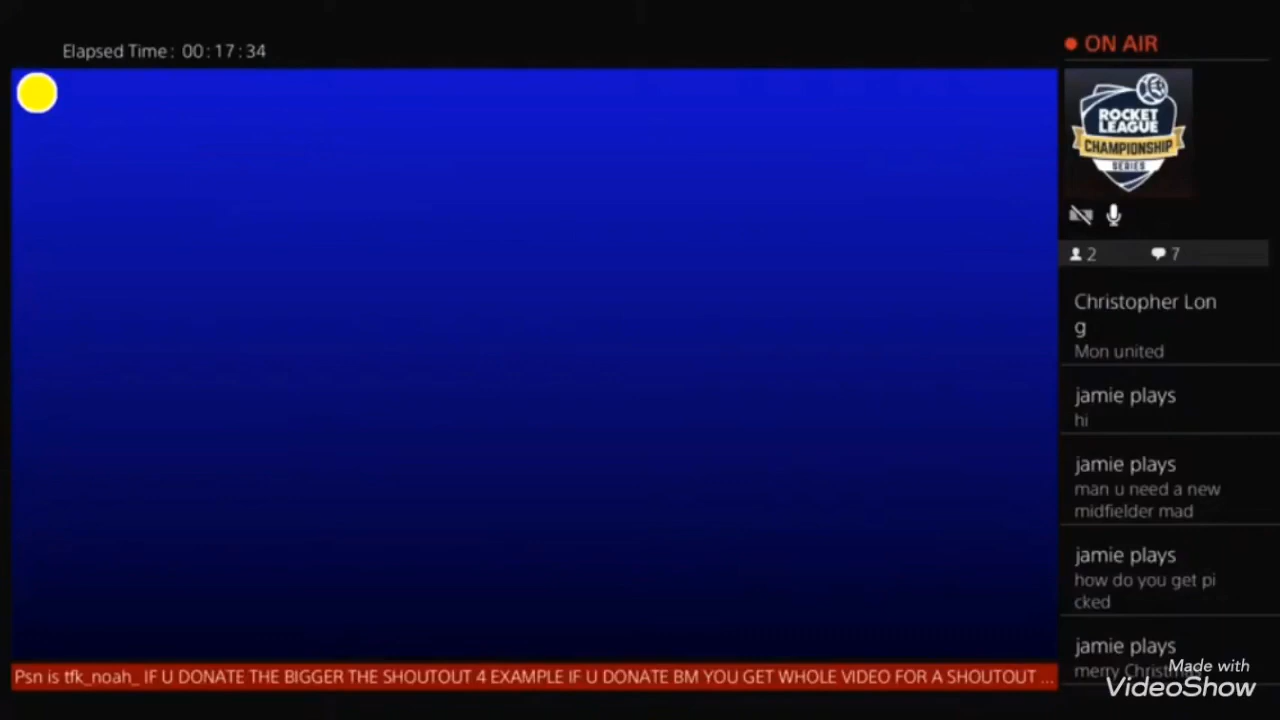 Elapsed Time: 00:17:34
ON AIR
ROCKET
LEAGUE
CHAMPIONSHIP
SERIES
2 7
Christopher Lon
g
Mon united
jamie plays
hi
jamie plays
man u need a new
midfielder mad
jamie plays
how do you get pi
cked
jamie plays
merry Christm
Made with
VideoShow
Psn is tfk_noah_ IF U DONATE THE BIGGER THE SHOUTOUT 4 EXAMPLE IF U DONATE BM YOU GET WHOLE VIDEO FOR A SHOUTOUT ...